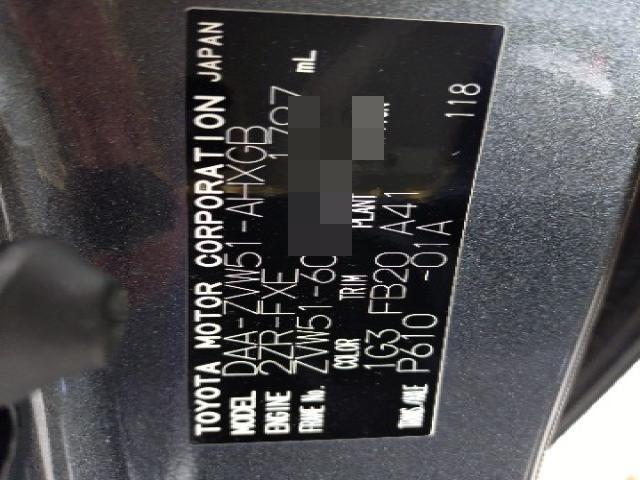 TOYOTA MOTOR CORPORATION JAPAN
MODEL DAA-ZVW51-AHXGB
ENGINE 2ZR-FXE 1797 mL
FRAME No. ZVW51-60
COLOR TRIM PLANT
1G3 FB20 A41
TRANS/AXLE P610 -01A
118